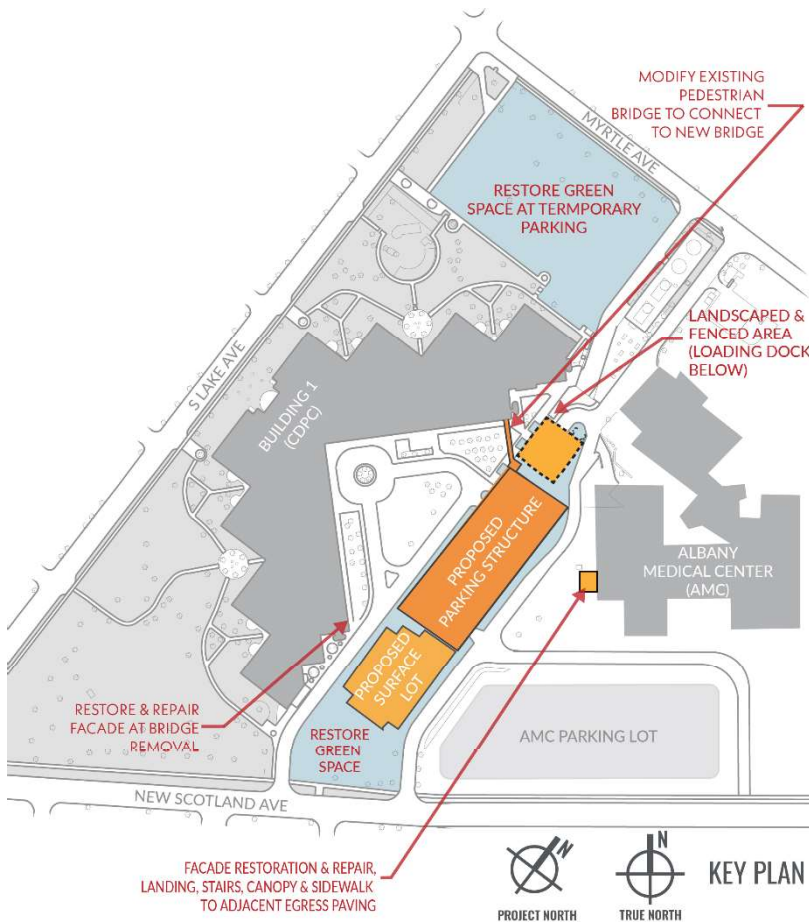 MODIFY EXISTING
PEDESTRIAN
BRIDGE TO CONNECT
TO NEW BRIDGE
MYRTLE AVE
RESTORE GREEN
SPACE AT TERMPORARY
PARKING
LANDSCAPED &
FENCED AREA
(LOADING DOCK
BELOW)
S LAKE AVE
BUILDING 1
(CDPC)
PROPOSED
PARKING STRUCTURE
ALBANY
MEDICAL CENTER
(AMC)
PROPOSED
SURFACE
LOT
RESTORE & REPAIR
FACADE AT BRIDGE
REMOVAL
RESTORE
GREEN
SPACE
AMC PARKING LOT
NEW SCOTLAND AVE
FACADE RESTORATION & REPAIR,
LANDING, STAIRS, CANOPY & SIDEWALK
TO ADJACENT EGRESS PAVING
N
PROJECT NORTH
N
TRUE NORTH
KEY PLAN